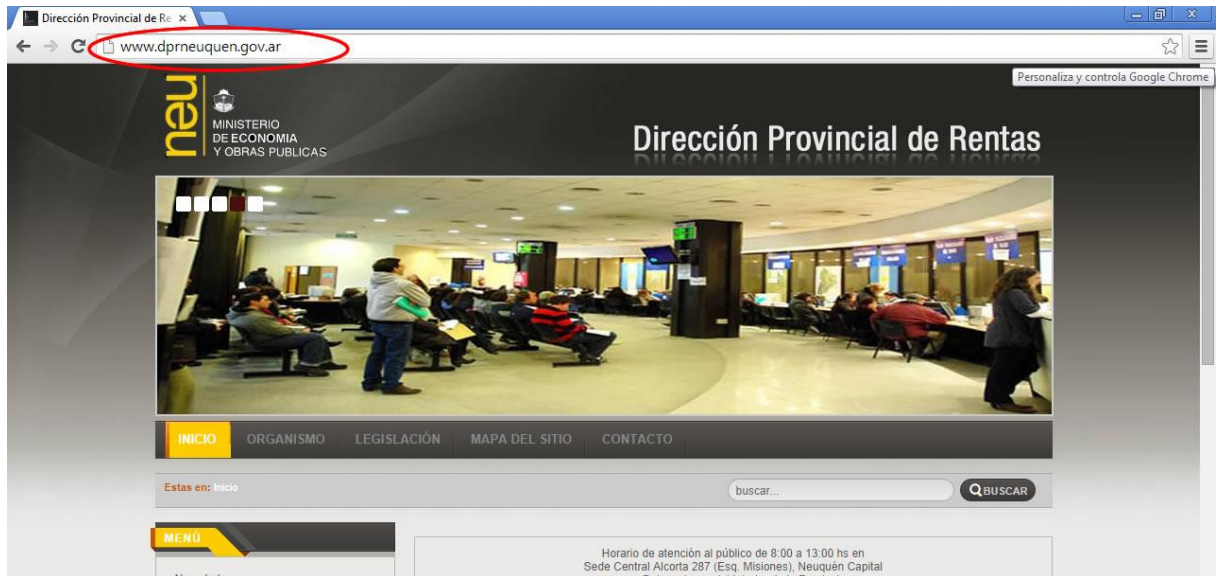 Dirección Provincial de Re
www.dprneuquen.gov.ar
Personaliza y controla Google Chrome
neu
MINISTERIO
DE ECONOMIA
Y OBRAS PUBLICAS
Dirección Provincial de Rentas
INICIO ORGANISMO LEGISLACIÓN MAPA DEL SITIO CONTACTO
Estas en: Inicio
buscar... BUSCAR
MENÚ
Horario de atención al público de 8:00 a 13:00 hs en
Sede Central Alcorta 287 (Esq. Misiones), Neuquén Capital